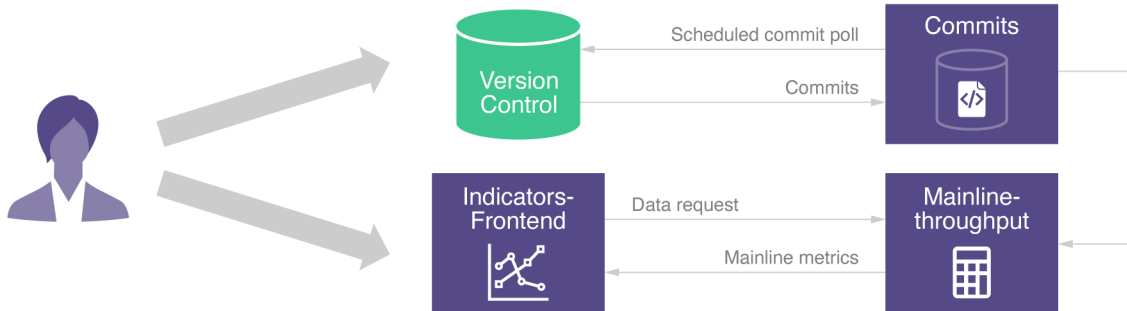 Scheduled commit poll
Commits
Version
Control
Commits
</>
Indicators-
Frontend
Data request
Mainline-
throughput
Mainline metrics